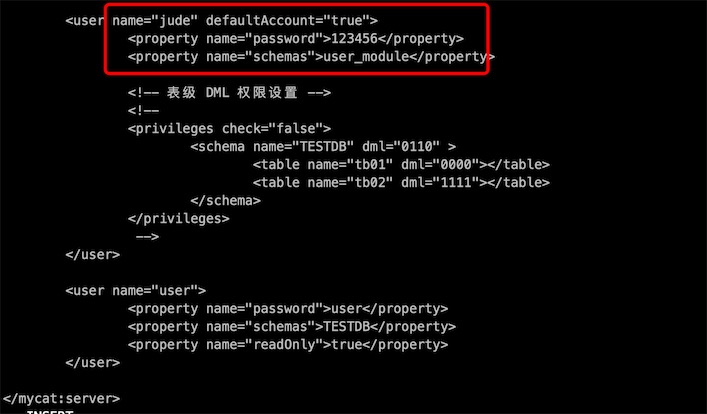 <user name="jude" defaultAccount="true">
<property name="password">123456</property>
<property name="schemas">user_module</property>
<!-- 表级 DML 权限设置 -->
<!--
<privileges check="false">
<schema name="TESTDB" dml="0110" >
<table name="tb01" dml="0000"></table>
<table name="tb02" dml="1111"></table>
</schema>
</privileges>
-->
</user>
<user name="user">
<property name="password">user</property>
<property name="schemas">TESTDB</property>
<property name="readOnly">true</property>
</user>
</mycat:server>
-- INSERT --